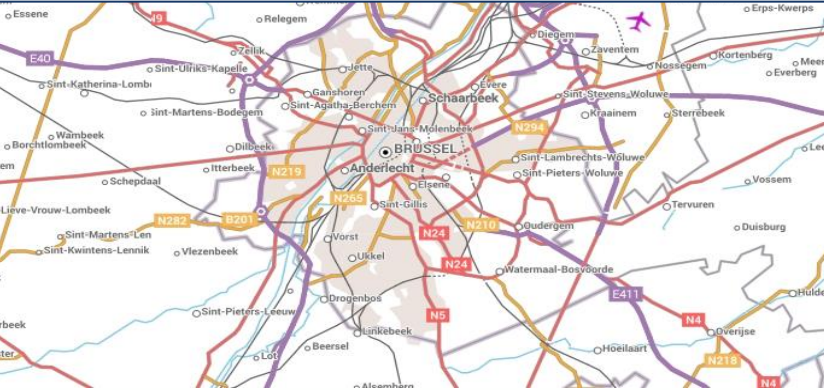 Essene
N9
Relegem
Erps-Kwerps
Diegem
Zellik
Zaventem
E40
Kortenberg
Nossegem
Sint-Ulriks-Kapelle
Jette
Everberg
Sint-Katherina-Lomb
Evere
Ganshoren
Sint-Stevens-Woluwe
Schaarbeek
Sint-Agatha-Berchem
Sint-Martens-Bodegem
Kraainem
Sterrebeek
N294
Sint-Jans-Molenbeek
Wambeek
Borchtlombeek
Dilbeek
BRUSSEL
Sint-Lambrechts-Woluwe
Itterbeek
N219
Anderlecht
Sint-Pieters-Woluwe
Schepdaal
Elsene
Vossem
N265
Sint-Gillis
Tervuren
Lieve-Vrouw-Lombeek
N282
B201
N210
Oudergem
Duisburg
N24
Sint-Martens-Len
Vorst
Sint-Kwintens-Lennik
Vlezenbeek
Ukkel
N24
Watermaal-Bosvoorde
E411
Drogenbos
Sint-Pieters-Leeuw
N5
N4
Linkebeek
Overijse
Beersel
Hoeilaart
Lot
N218
N4
Alsemberg